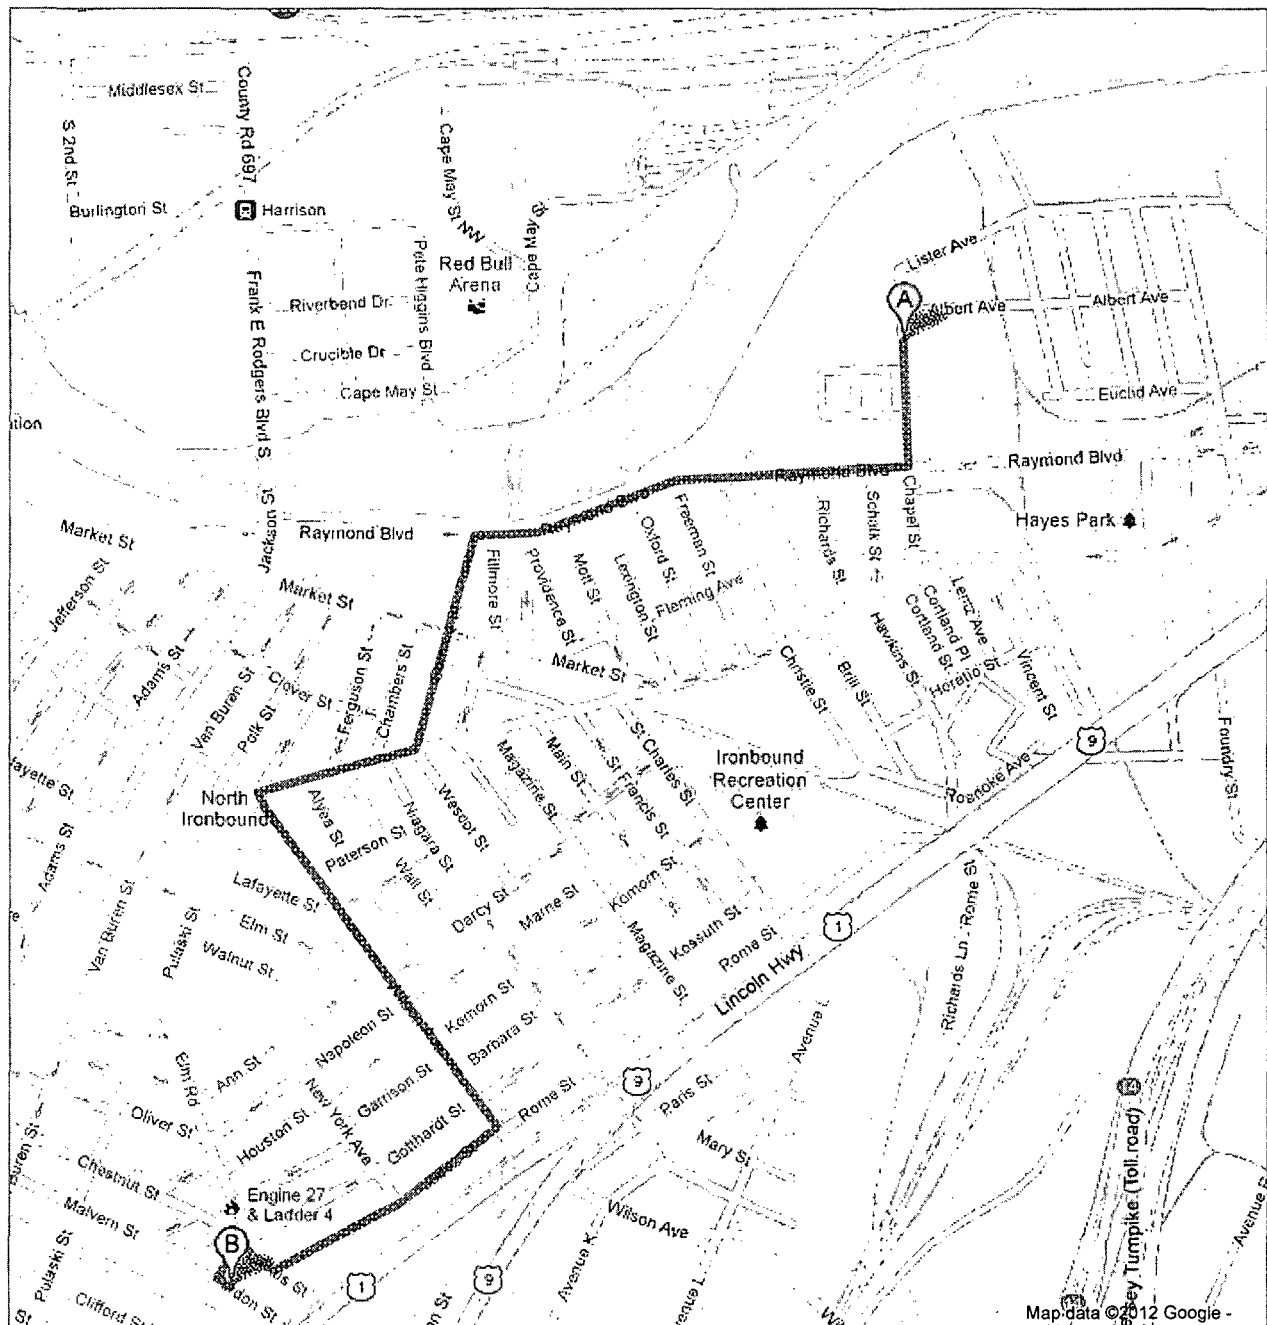 Middlesex St
County Rd 697
S 2nd St
Cape May St
NW
Burlington St
Harrison
Red Bull
Arena
Pete Higgins Blvd
Frank E Rodgers Blvd S
Riverbend Dr
Crucible Dr
Cape May St
Lister Ave
A
Albert Ave
Albert Ave
Euclid Ave
Raymond Blvd
Raymond Blvd
Raymond Blvd
Hayes Park
Market St
Jackson St
Market St
Jefferson St
Adams St
Van Buren St
Polk St
Clover St
Ferguson St
Chambers St
Fillmore St
Providence St
Mott St
Lexington St
Oxford St
Freeman St
Fleming Ave
Richards St
Schalk St
Chapel St
Market St
Christie St
Brill St
Hawkins St
Cortland St
Cortland Pl
Horatio St
Vincent St
9
Roanoke Ave
Foundry St
Ironbound
Recreation
Center
St Charles St
St Francis St
Main St
Magazine St
North
Ironbound
Alyea St
Paterson St
Niagara St
Wescot St
Wall St
Darcy St
Marne St
Komorn St
Kossuth St
Rome St
Magazine St
Lincoln Hwy
1
Richards Ln
Rome St
Avenue I
Adams St
Van Buren St
Pulaski St
Lafayette St
Elm St
Walnut St
Komorn St
Barbara St
Napoleon St
Ann St
Elm Rd
Oliver St
Houston St
New York Ave
Garrison St
Gotthardt St
Rome St
9
Paris St
Mary St
Wilson Ave
Avenue K
Chestnut St
Malvern St
Pulaski St
Clifford St
Engine 27
& Ladder 4
B
1
9
(Toll road)
Map data ©2012 Google -